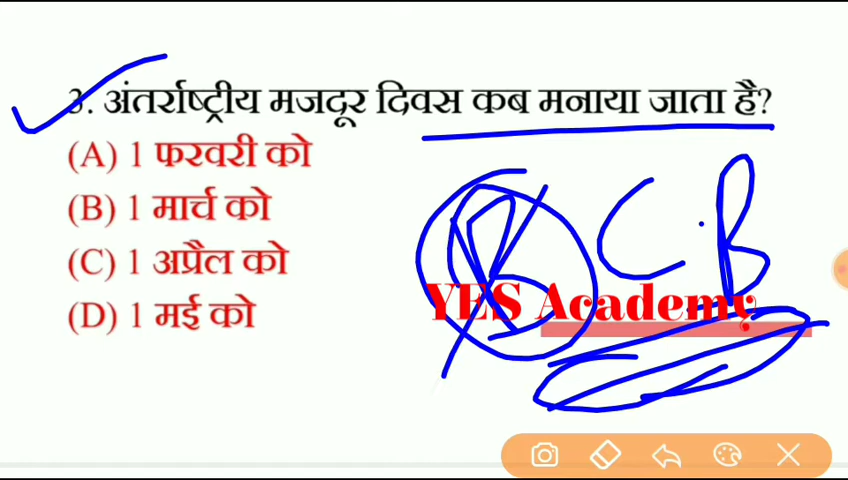 3. अंतर्राष्ट्रीय मजदूर दिवस कब मनाया जाता है?
(A) 1 फरवरी को
(B) 1 मार्च को
(C) 1 अप्रैल को
(D) 1 मई को
C B
YES Academy